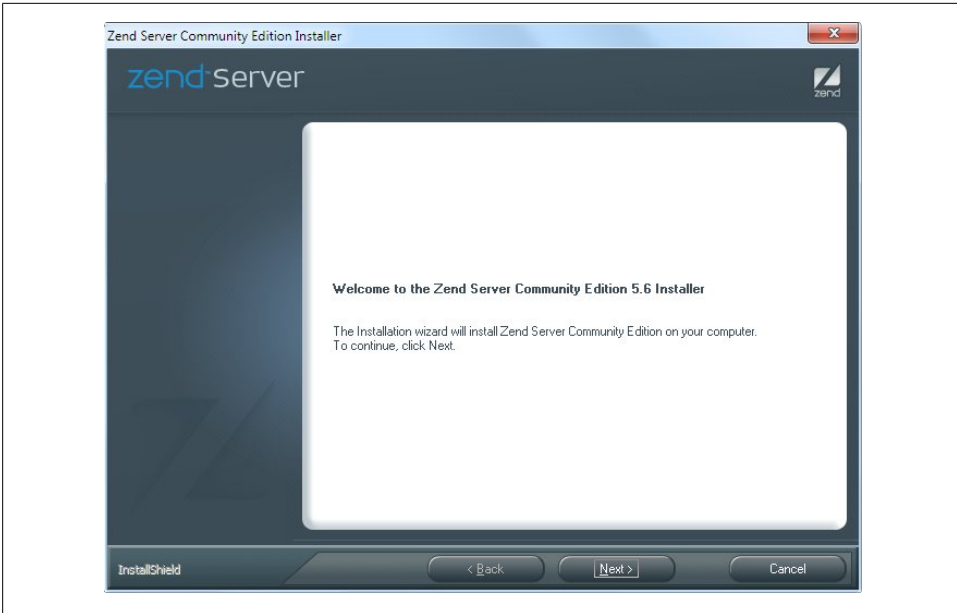 Zend Server Community Edition Installer
zend Server
zend
Welcome to the Zend Server Community Edition 5.6 Installer
The Installation wizard will install Zend Server Community Edition on your computer.
To continue, click Next.
InstallShield
< Back
Next >
Cancel